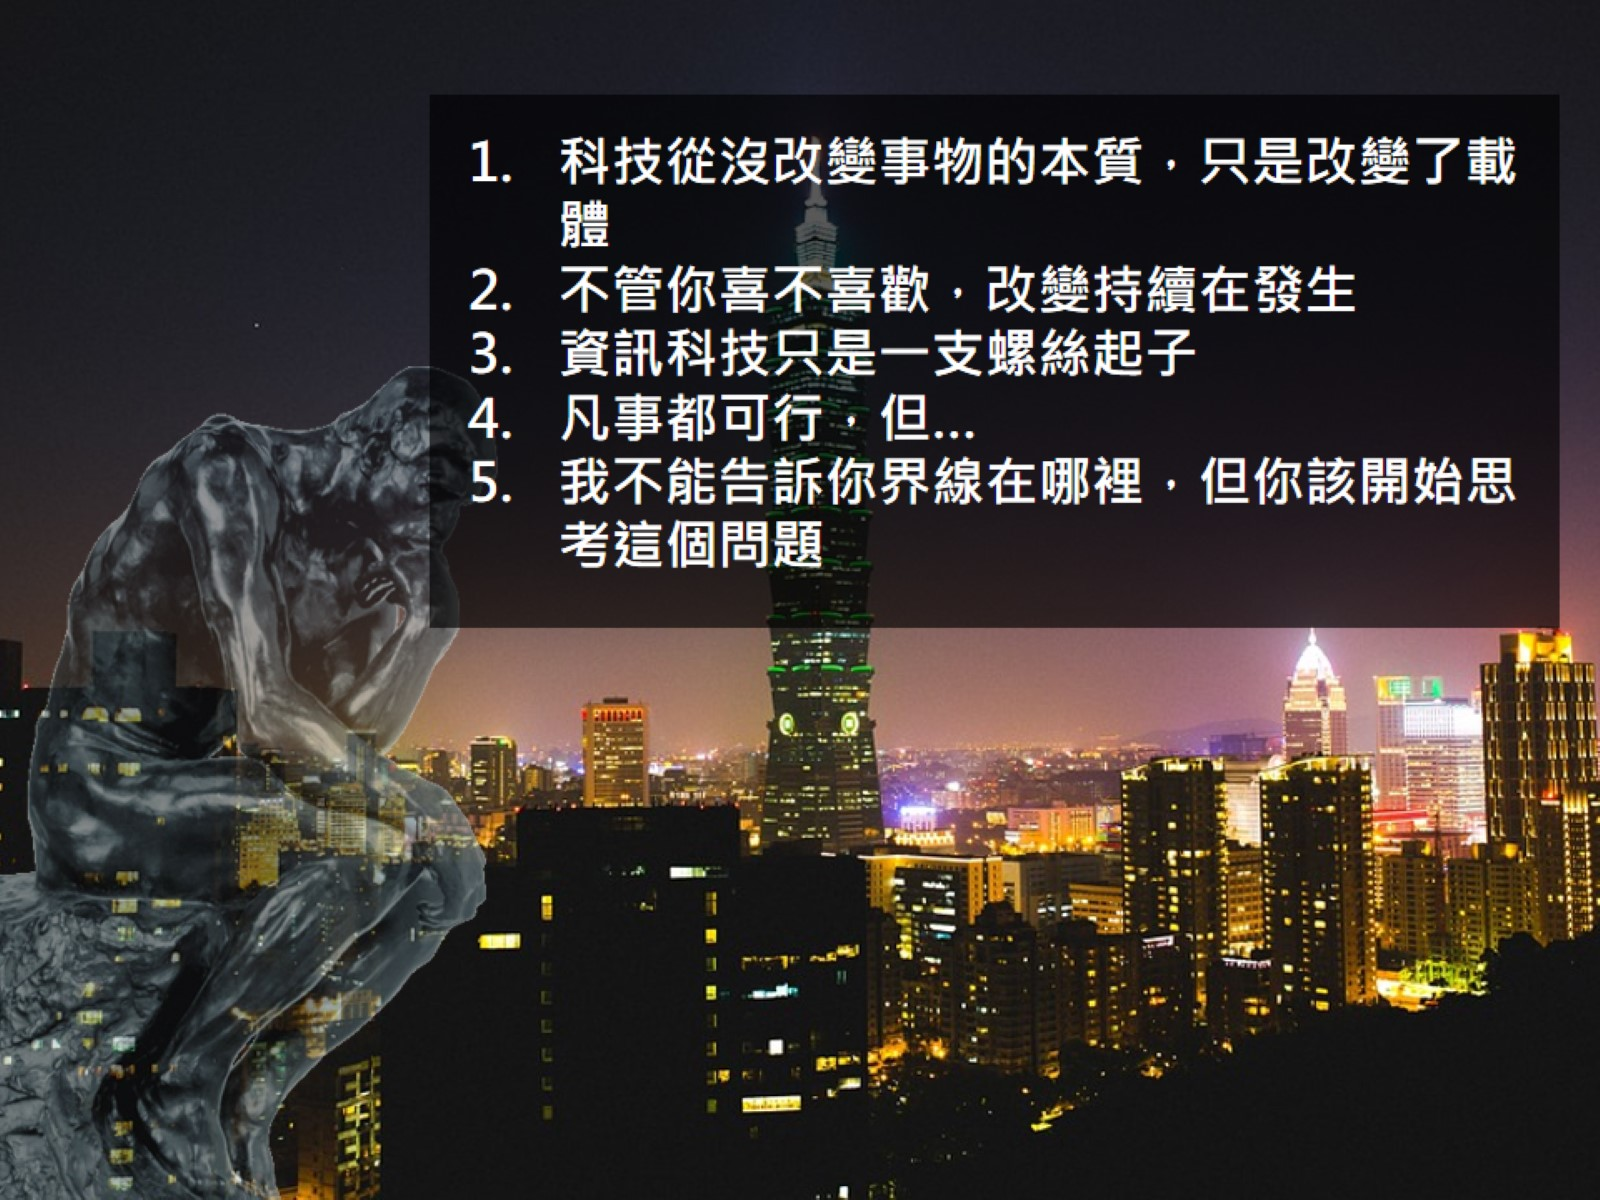 1. 科技從沒改變事物的本質，只是改變了載
體
2. 不管你喜不喜歡，改變持續在發生
3. 資訊科技只是一支螺絲起子
4. 凡事都可行，但...
5. 我不能告訴你界線在哪裡，但你該開始思
考這個問題